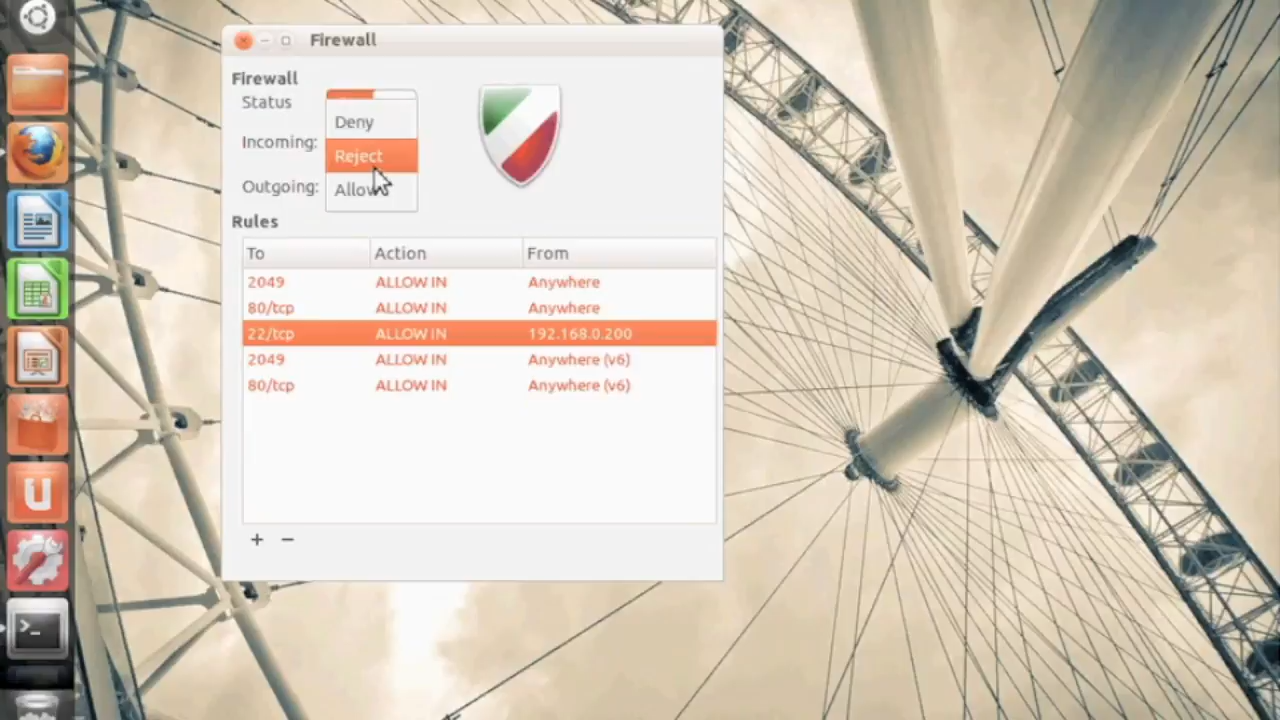 Firewall
Firewall
Status
Deny
Incoming:
Reject
Outgoing:
Allow
Rules
To Action From
2049 ALLOW IN Anywhere
80/tcp ALLOW IN Anywhere
22/tcp ALLOW IN 192.168.0.200
2049 ALLOW IN Anywhere (v6)
80/tcp ALLOW IN Anywhere (v6)
+ −